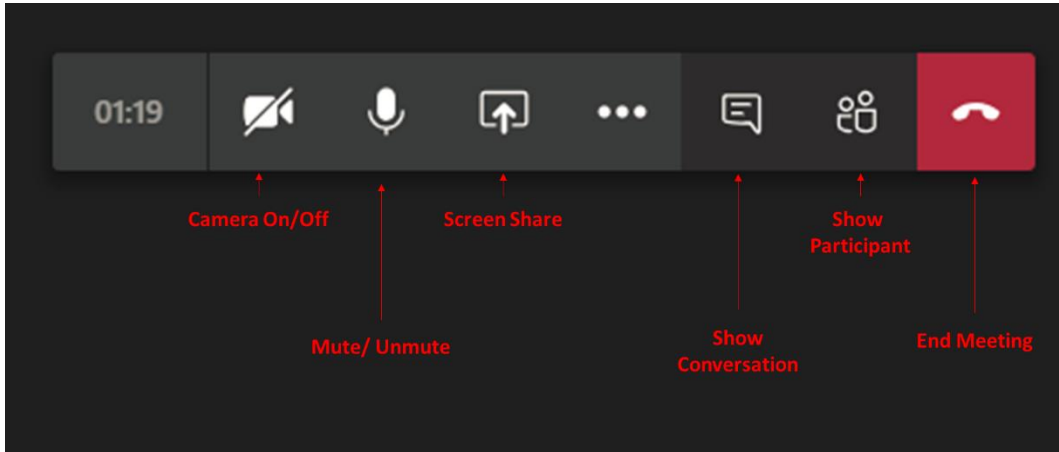 01:19
Camera On/Off
Screen Share
Show
Participant
Mute/ Unmute
Show
Conversation
End Meeting